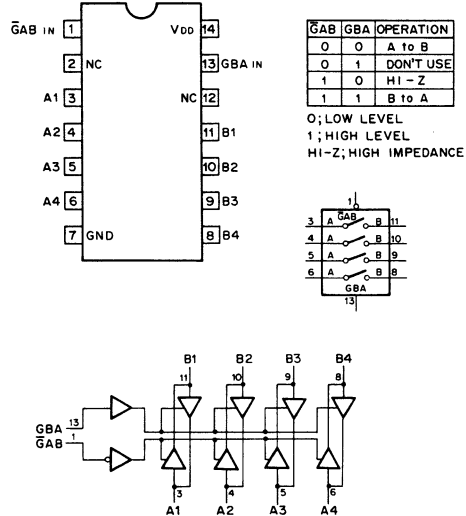 G̅AB IN 1 VDD 14
2 NC 13 GBA IN
A1 3 NC 12
A2 4 11 B1
A3 5 10 B2
A4 6 9 B3
7 GND 8 B4
G̅AB GBA OPERATION
0 0 A to B
0 1 DON'T USE
1 0 HI-Z
1 1 B to A
0; LOW LEVEL
1; HIGH LEVEL
HI-Z; HIGH IMPEDANCE
1
G̅AB
3 A B 11
4 A B 10
5 A B 9
6 A B 8
GBA
13
B1 B2 B3 B4
11 10 9 8
GBA 13
G̅AB 1
3 4 5 6
A1 A2 A3 A4